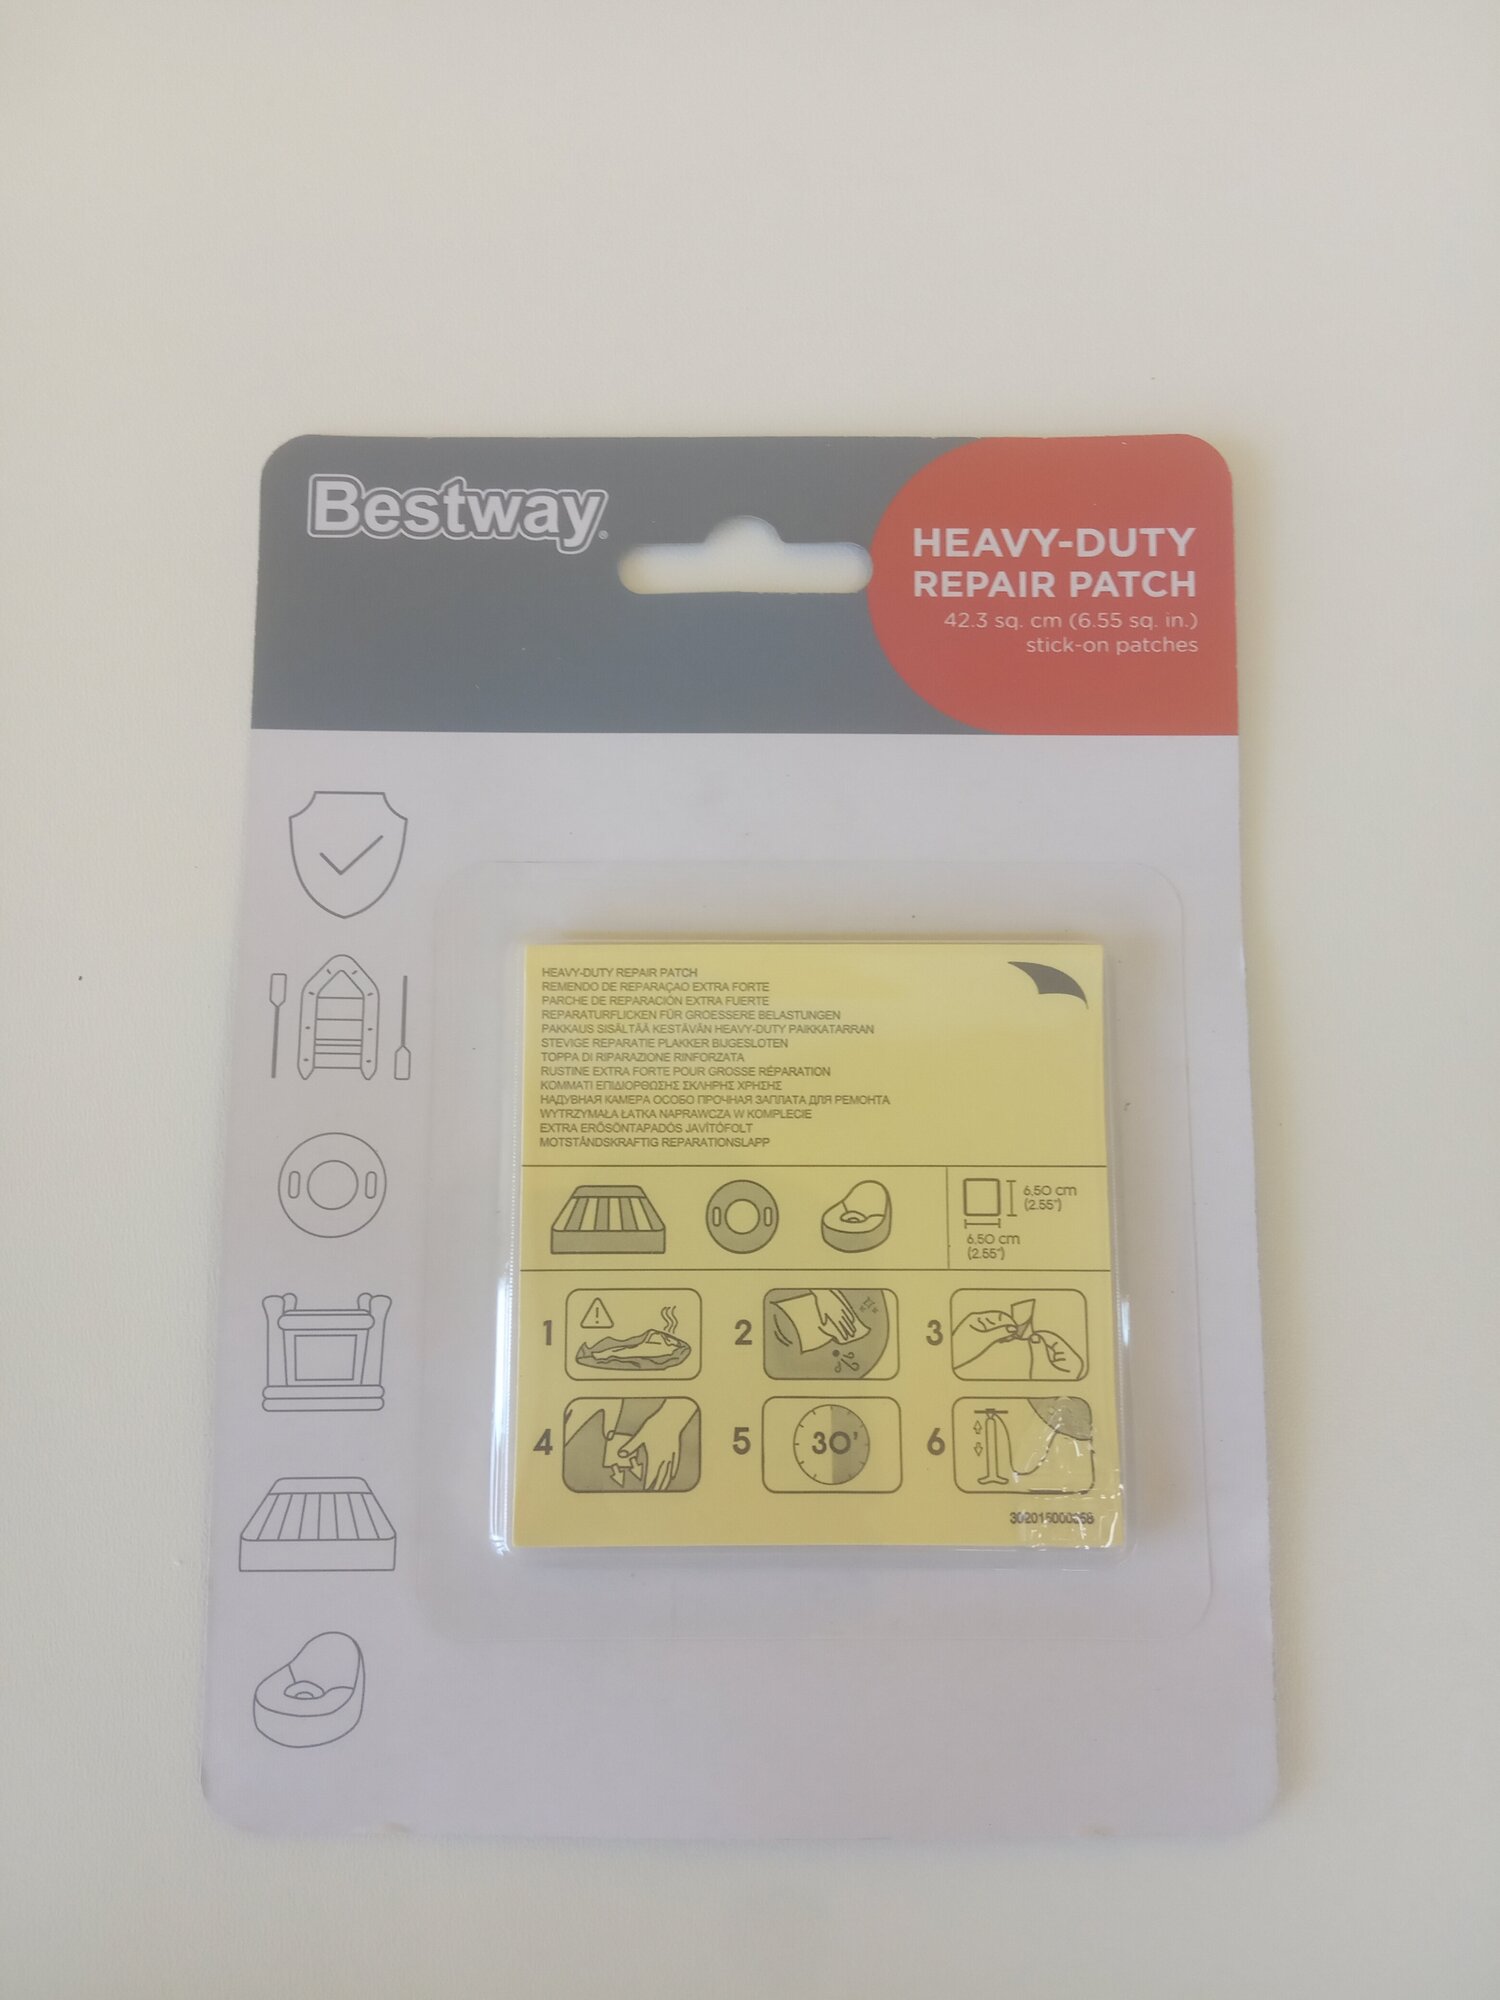 Bestway®
HEAVY-DUTY
REPAIR PATCH
42.3 sq. cm (6.55 sq. in.)
stick-on patches
HEAVY-DUTY REPAIR PATCH
REMENDO DE REPARAÇAO EXTRA FORTE
PARCHE DE REPARACIÓN EXTRA FUERTE
REPARATURFLICKEN FÜR GROESSERE BELASTUNGEN
PAKKAUS SISÄLTÄÄ KESTÄVÄN HEAVY-DUTY PAIKKATARRAN
STEVIGE REPARATIE PLAKKER BIJGESLOTEN
TOPPA DI RIPARAZIONE RINFORZATA
RUSTINE EXTRA FORTE POUR GROSSE RÉPARATION
ΚΟΜΜΑΤΙ ΕΠΙΔΙΟΡΘΩΣΗΣ ΣΚΛΗΡΗΣ ΧΡΗΣΗΣ
НАДУВНАЯ КАМЕРА ОСОБО ПРОЧНАЯ ЗАПЛАТА ДЛЯ РЕМОНТА
WYTRZYMAŁA ŁATKA NAPRAWCZA W KOMPLECIE
EXTRA ERŐSÖNTAPADÓS JAVÍTÓFOLT
MOTSTÅNDSKRAFTIG REPARATIONSLAPP
6.50 cm
(2.55")
6.50 cm
(2.55")
1
2
3
4
5
30'
6